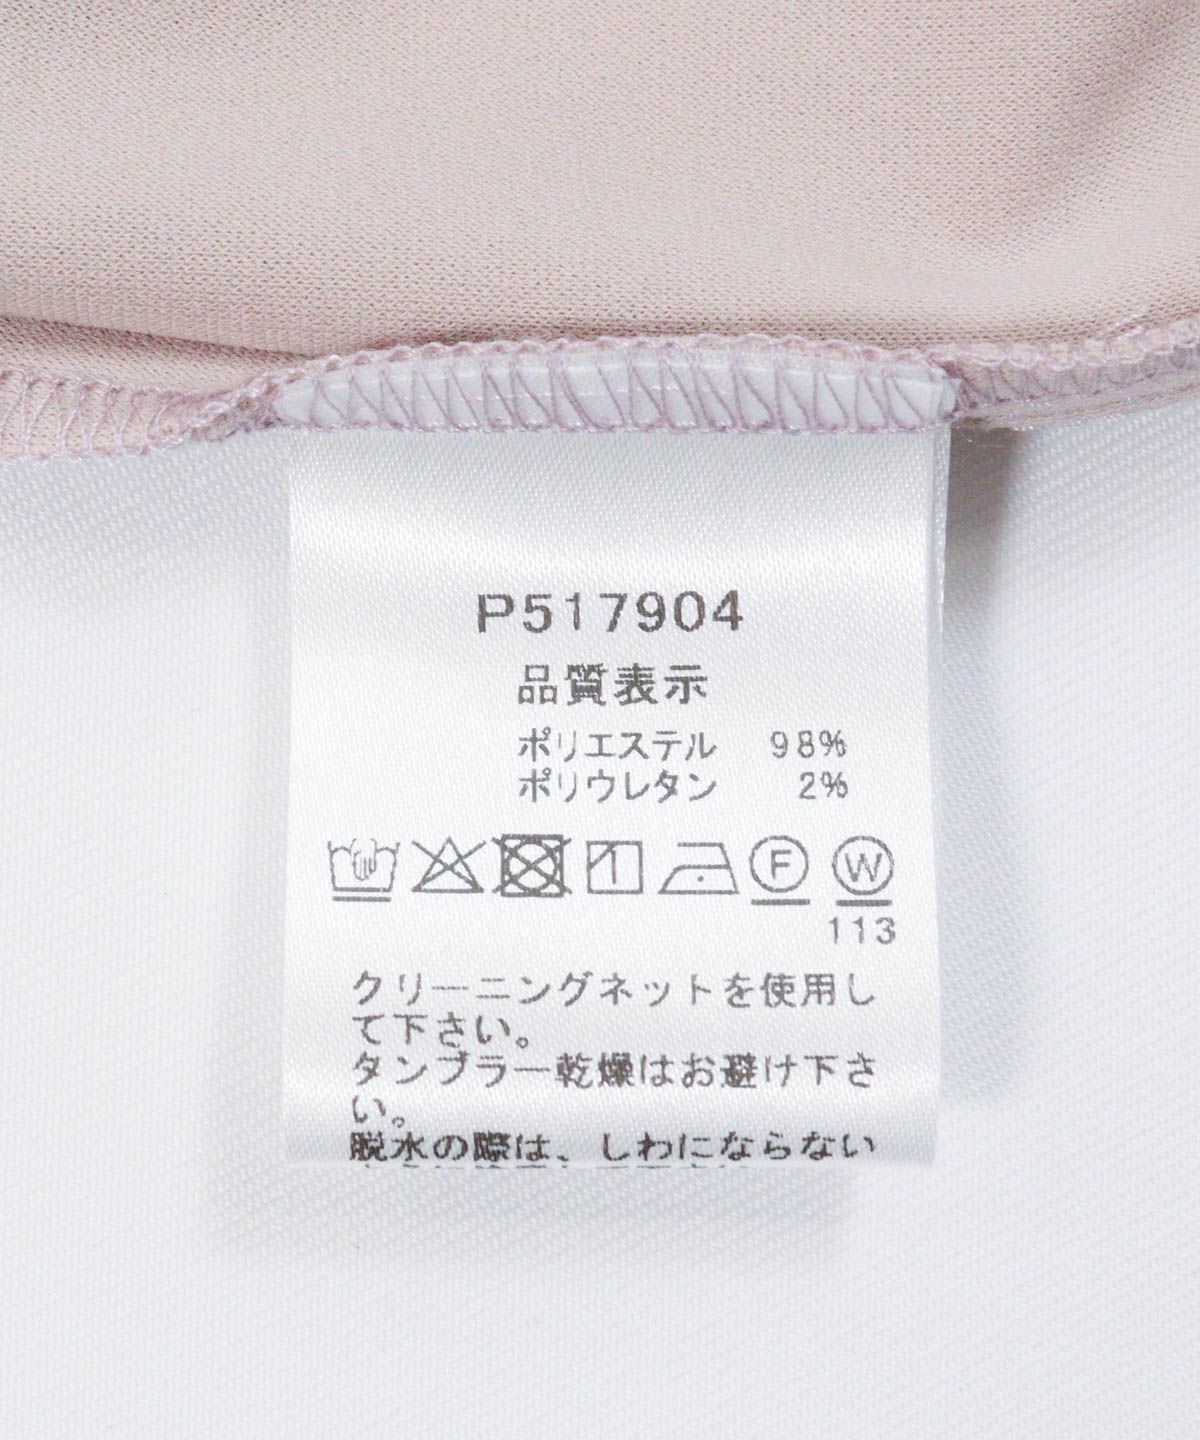 P517904
品質表示
ポリエステル 98%
ポリウレタン 2%
1 F W
113
クリーニングネットを使用し
て下さい。
タンブラー乾燥はお避け下さ
い。
脱水の際は、しわにならない